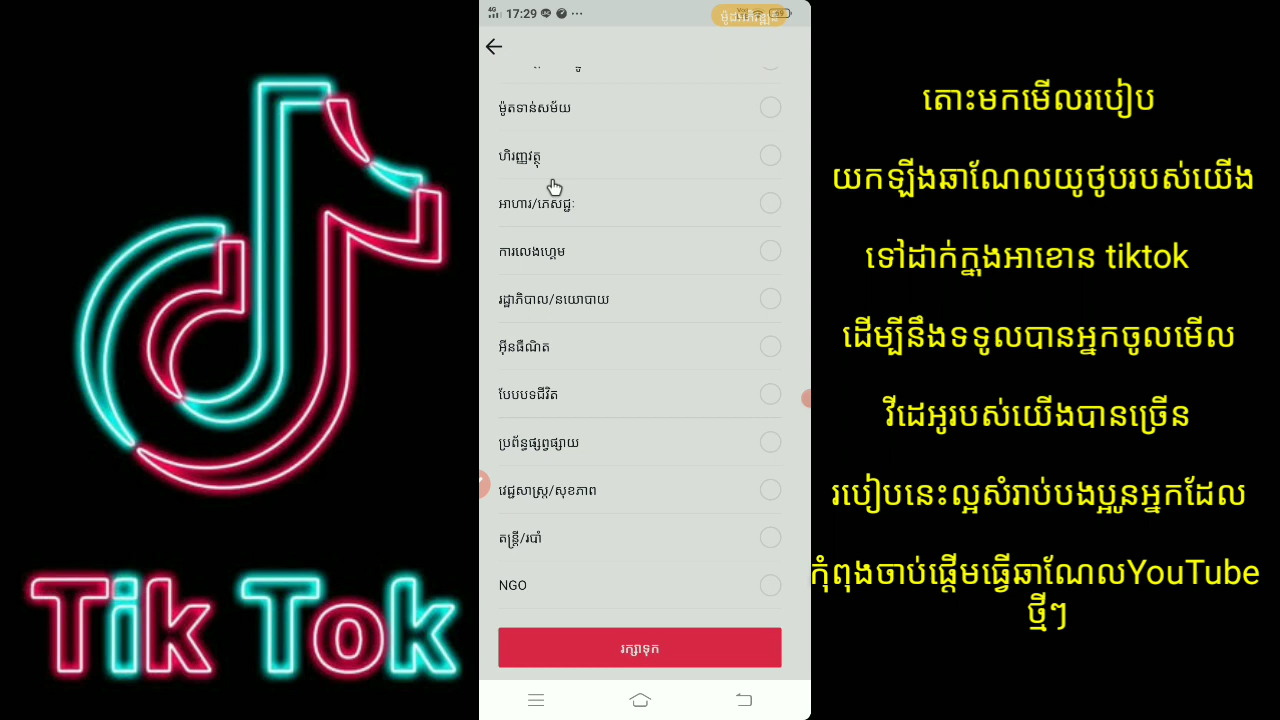 Tik Tok
4G 17:29
59
ម៉ូតទាន់សម័យ
ហិរញ្ញវត្ថុ
អាហារ/ភេសជ្ជៈ
ការលេងហ្គេម
រដ្ឋាភិបាល/នយោបាយ
អ៊ីនធឺណិត
បែបបទជីវិត
ប្រព័ន្ធផ្សព្វផ្សាយ
វេជ្ជសាស្ត្រ/សុខភាព
តន្ត្រី/របាំ
NGO
រក្សាទុក
តោះមកមើលរបៀប
យកឡីងឆាណែលយូថូបរបស់យើង
ទៅដាក់ក្នុងអាខោន tiktok
ដើម្បីនឹងទទូលបានអ្នកចូលមើល
វីដេអូរបស់យើងបានច្រើន
របៀបនេះល្អសំរាប់បងប្អូនអ្នកដែល
កុំពុងចាប់ផ្ដើមធ្វើឆាណែលYouTube
ថ្មីៗ